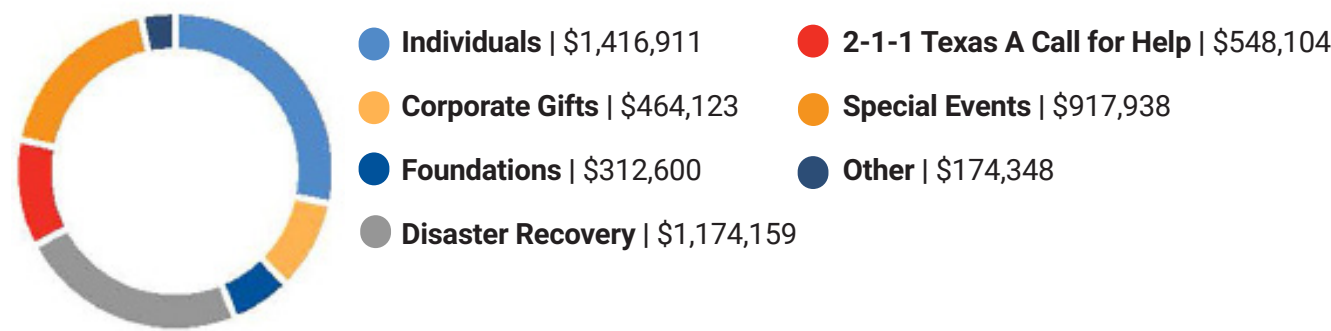 Individuals | $1,416,911
Corporate Gifts | $464,123
Foundations | $312,600
Disaster Recovery | $1,174,159
2-1-1 Texas A Call for Help | $548,104
Special Events | $917,938
Other | $174,348